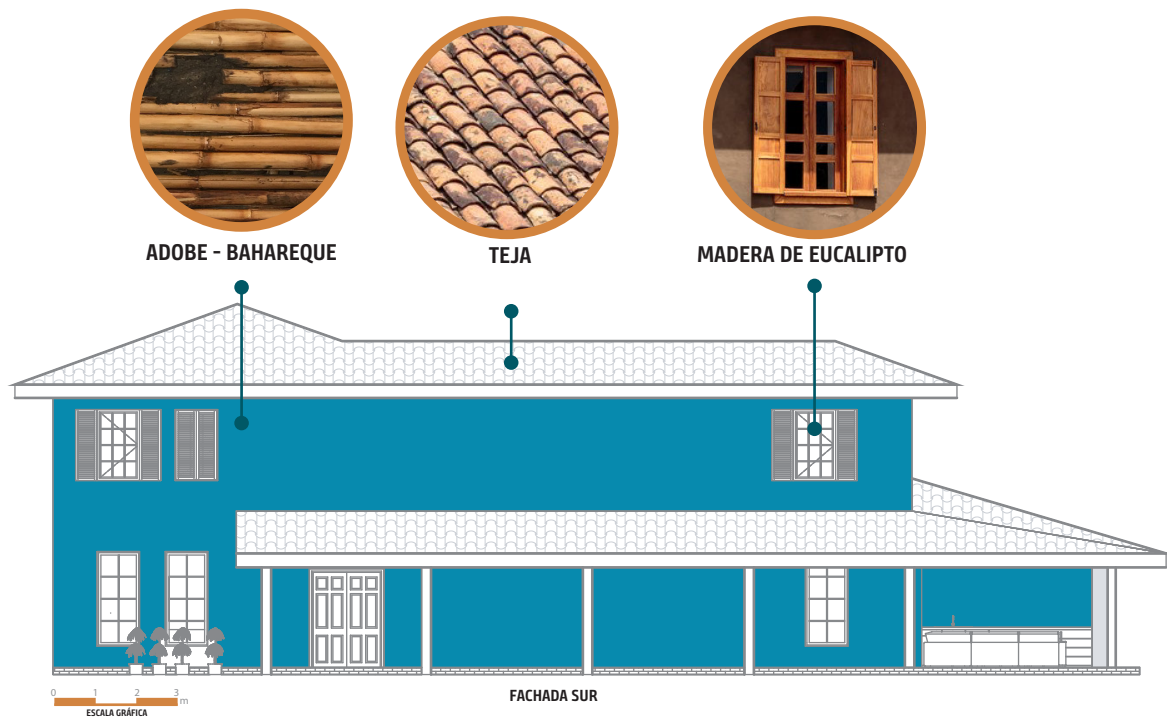 ADOBE - BAHAREQUE
TEJA
MADERA DE EUCALIPTO
0 1 2 3
m
ESCALA GRÁFICA
FACHADA SUR